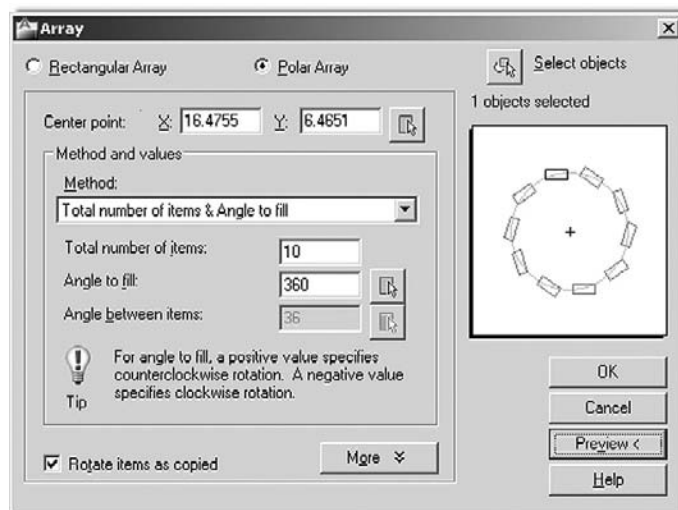 Array
Rectangular Array
Polar Array
Select objects
1 objects selected
Center point: X: 16.4755 Y: 6.4651
Method and values
Method:
Total number of items & Angle to fill
Total number of items: 10
Angle to fill: 360
Angle between items: 36
For angle to fill, a positive value specifies
counterclockwise rotation. A negative value
specifies clockwise rotation.
Tip
Rotate items as copied
More
OK
Cancel
Preview <
Help